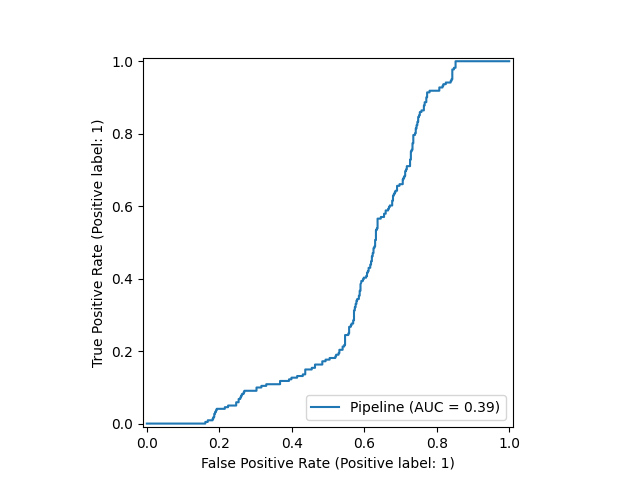 1.0
0.8
0.6
0.4
0.2
0.0
True Positive Rate (Positive label: 1)
Pipeline (AUC = 0.39)
0.0 0.2 0.4 0.6 0.8 1.0
False Positive Rate (Positive label: 1)